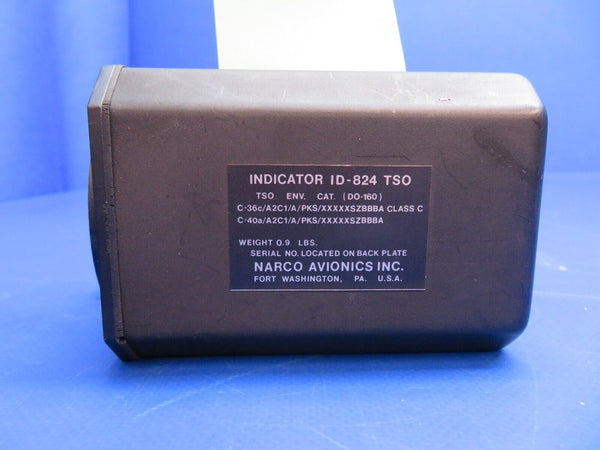 INDICATOR ID-824 TSO
TSO ENV. CAT. (DO-160)
C-36c/A2C1/A/PKS/XXXXXSZBBBA CLASS C
C-40a/A2C1/A/PKS/XXXXXSZBBBA
WEIGHT 0.9 LBS.
SERIAL NO. LOCATED ON BACK PLATE
NARCO AVIONICS INC.
FORT WASHINGTON, PA. U.S.A.